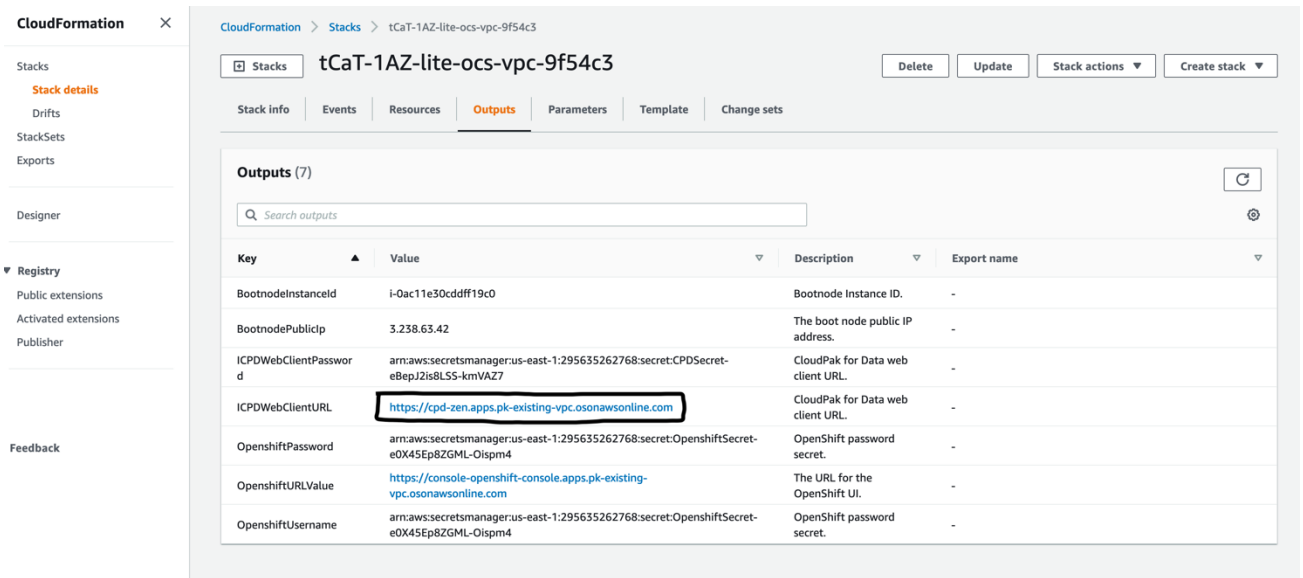 CloudFormation
CloudFormation > Stacks > tCaT-1AZ-lite-ocs-vpc-9f54c3
Stacks
Stack details
Drifts
StackSets
Exports
Designer
Registry
Public extensions
Activated extensions
Publisher
Feedback
Stacks
tCaT-1AZ-lite-ocs-vpc-9f54c3
Delete
Update
Stack actions
Create stack
Stack info
Events
Resources
Outputs
Parameters
Template
Change sets
Outputs (7)
Search outputs
Key Value Description Export name
BootnodeInstanceId i-0ac11e30cddff19c0 Bootnode Instance ID. -
BootnodePublicIp 3.238.63.42 The boot node public IP
address. -
ICPDWebClientPasswor
d
arn:aws:secretsmanager:us-east-1:295635262768:secret:CPDSecret-
eBepJ2is8LSS-kmVAZ7
CloudPak for Data web
client URL.
-
ICPDWebClientURL
https://cpd-zen.apps.pk-existing-vpc.osonawsonline.com
CloudPak for Data web
client URL.
-
OpenshiftPassword
arn:aws:secretsmanager:us-east-1:295635262768:secret:OpenshiftSecret-
e0X45Ep8ZGML-Oispm4
OpenShift password
secret.
-
OpenshiftURLValue
https://console-openshift-console.apps.pk-existing-
vpc.osonawsonline.com
The URL for the
OpenShift UI.
-
OpenshiftUsername
arn:aws:secretsmanager:us-east-1:295635262768:secret:OpenshiftSecret-
e0X45Ep8ZGML-Oispm4
OpenShift password
secret.
-